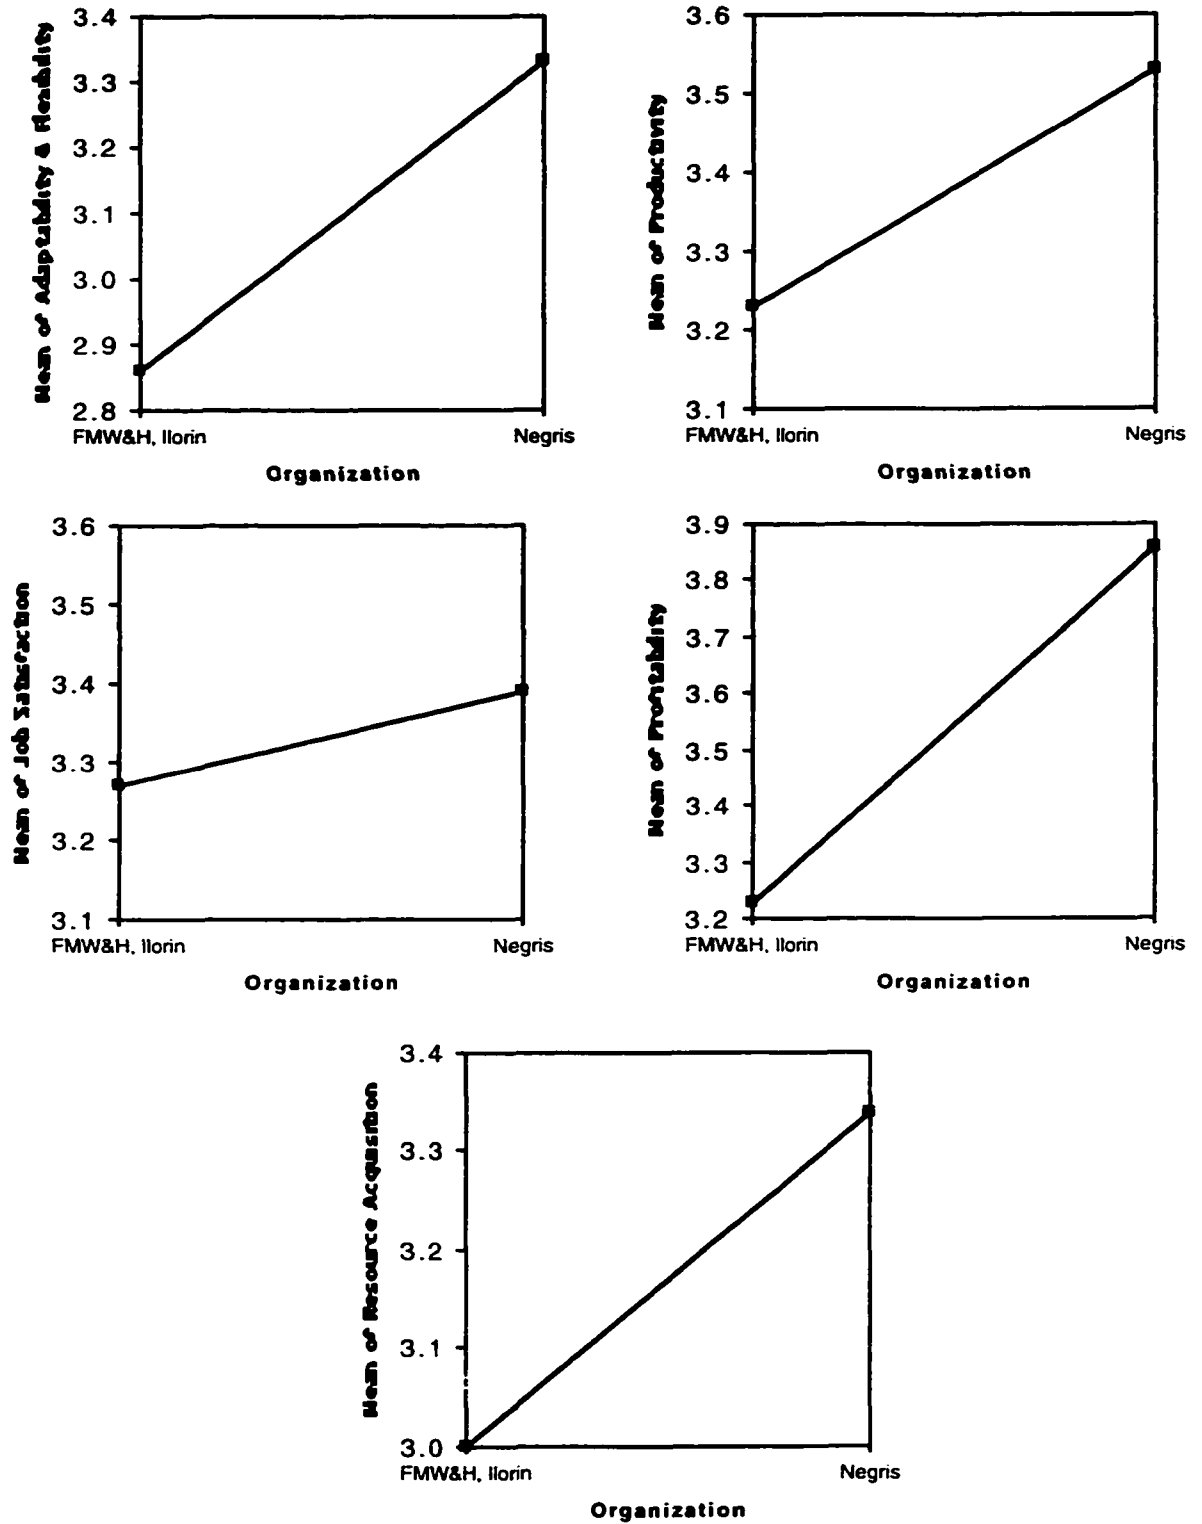 3.4
3.3
3.2
3.1
3.0
2.9
2.8
Mean of Adaptability & Flexibility
FMW&H, Ilorin
Negris
Organization
3.6
3.5
3.4
3.3
3.2
3.1
Mean of Productivity
FMW&H, Ilorin
Negris
Organization
3.6
3.5
3.4
3.3
3.2
3.1
Mean of Job Satisfaction
FMW&H, Ilorin
Negris
Organization
3.9
3.8
3.7
3.6
3.5
3.4
3.3
3.2
Mean of Profitability
FMW&H, Ilorin
Negris
Organization
3.4
3.3
3.2
3.1
3.0
Mean of Resource Acquisition
FMW&H, Ilorin
Negris
Organization